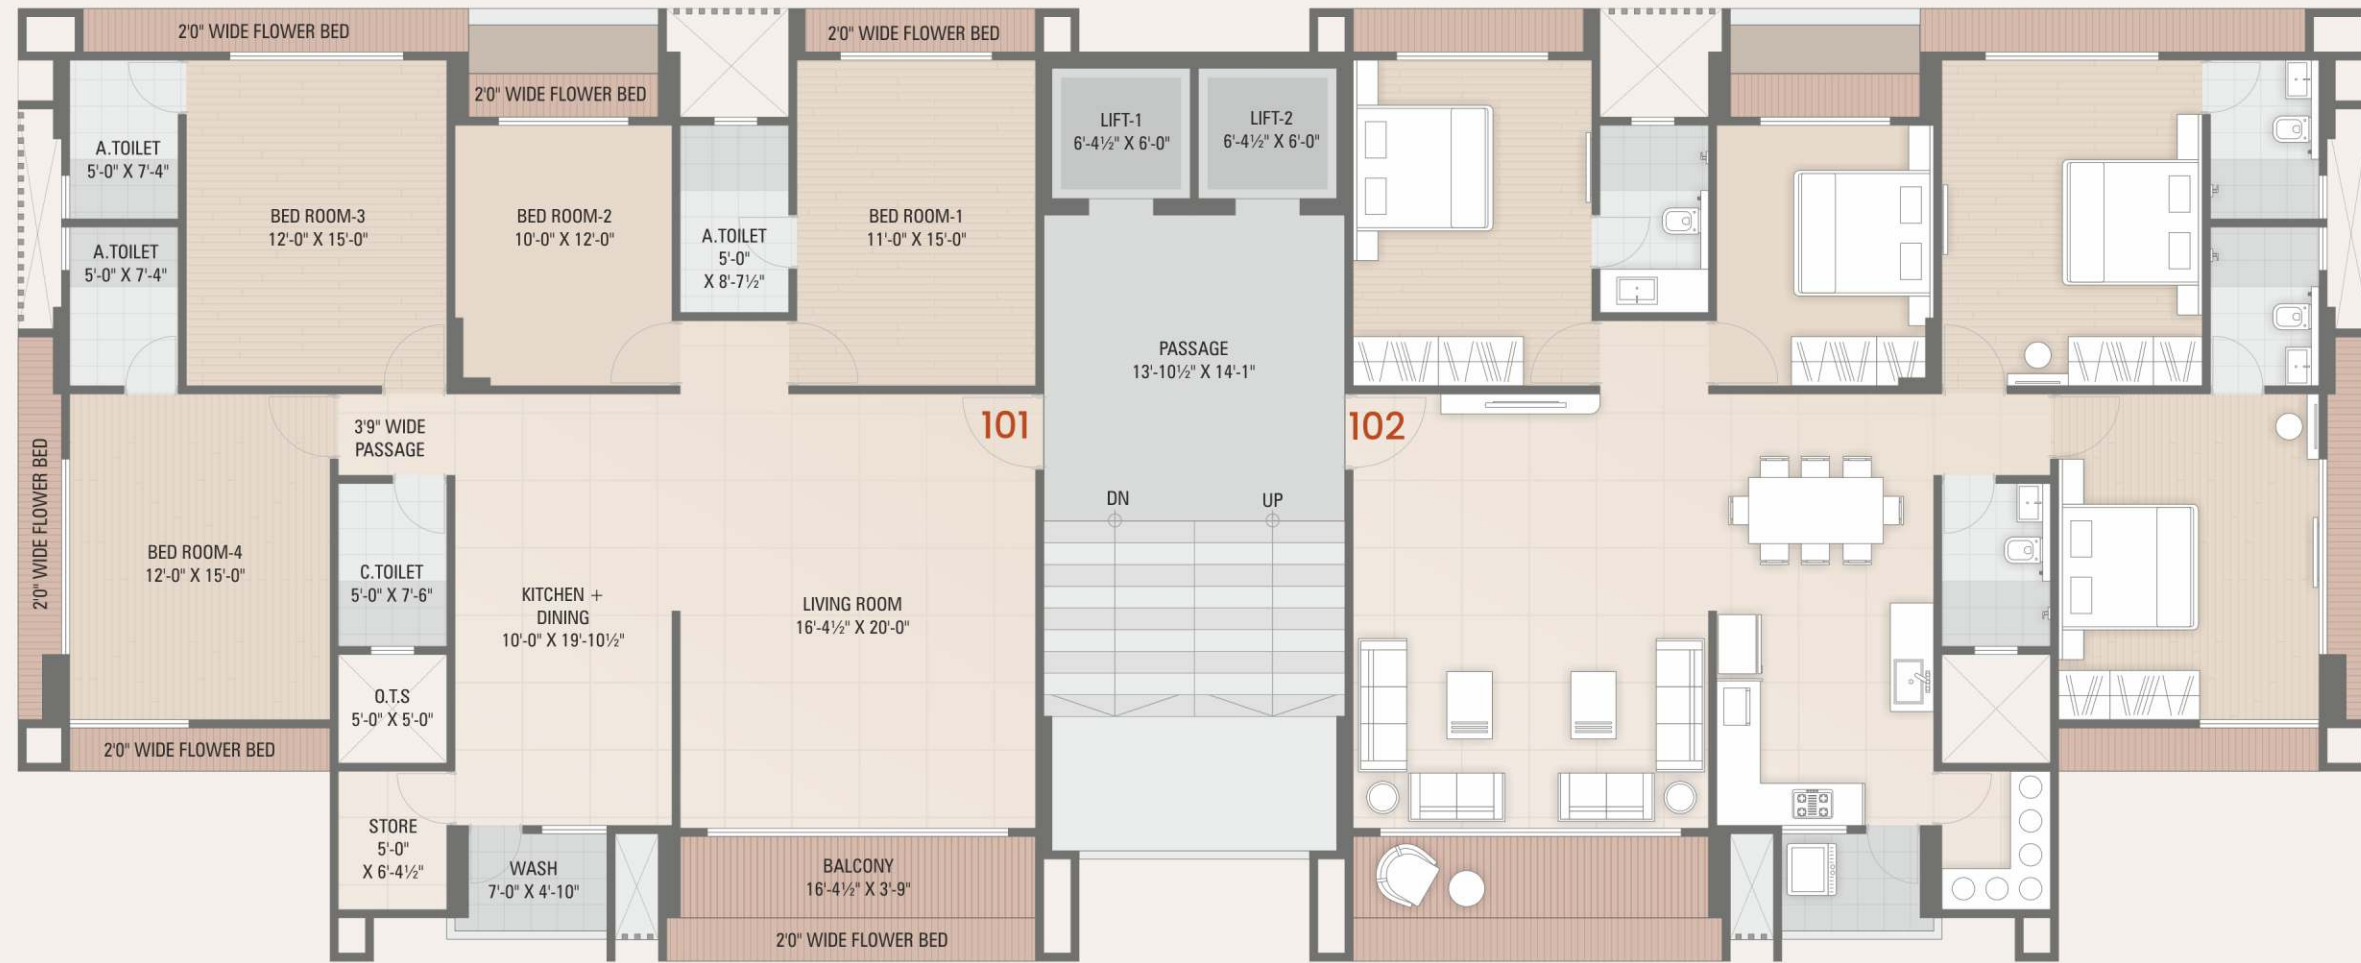 2'0" WIDE FLOWER BED
2'0" WIDE FLOWER BED
2'0" WIDE FLOWER BED
A.TOILET
5'-0" X 7'-4"
BED ROOM-3
12'-0" X 15'-0"
BED ROOM-2
10'-0" X 12'-0"
A.TOILET
5'-0"
X 8'-7½"
BED ROOM-1
11'-0" X 15'-0"
LIFT-1
6'-4½" X 6'-0"
LIFT-2
6'-4½" X 6'-0"
A.TOILET
5'-0" X 7'-4"
PASSAGE
13'-10½" X 14'-1"
3'9" WIDE
PASSAGE
101
102
2'0" WIDE FLOWER BED
BED ROOM-4
12'-0" X 15'-0"
C.TOILET
5'-0" X 7'-6"
KITCHEN +
DINING
10'-0" X 19'-10½"
LIVING ROOM
16'-4½" X 20'-0"
DN
UP
O.T.S
5'-0" X 5'-0"
2'0" WIDE FLOWER BED
STORE
5'-0"
X 6'-4½"
WASH
7'-0" X 4'-10"
BALCONY
16'-4½" X 3'-9"
2'0" WIDE FLOWER BED